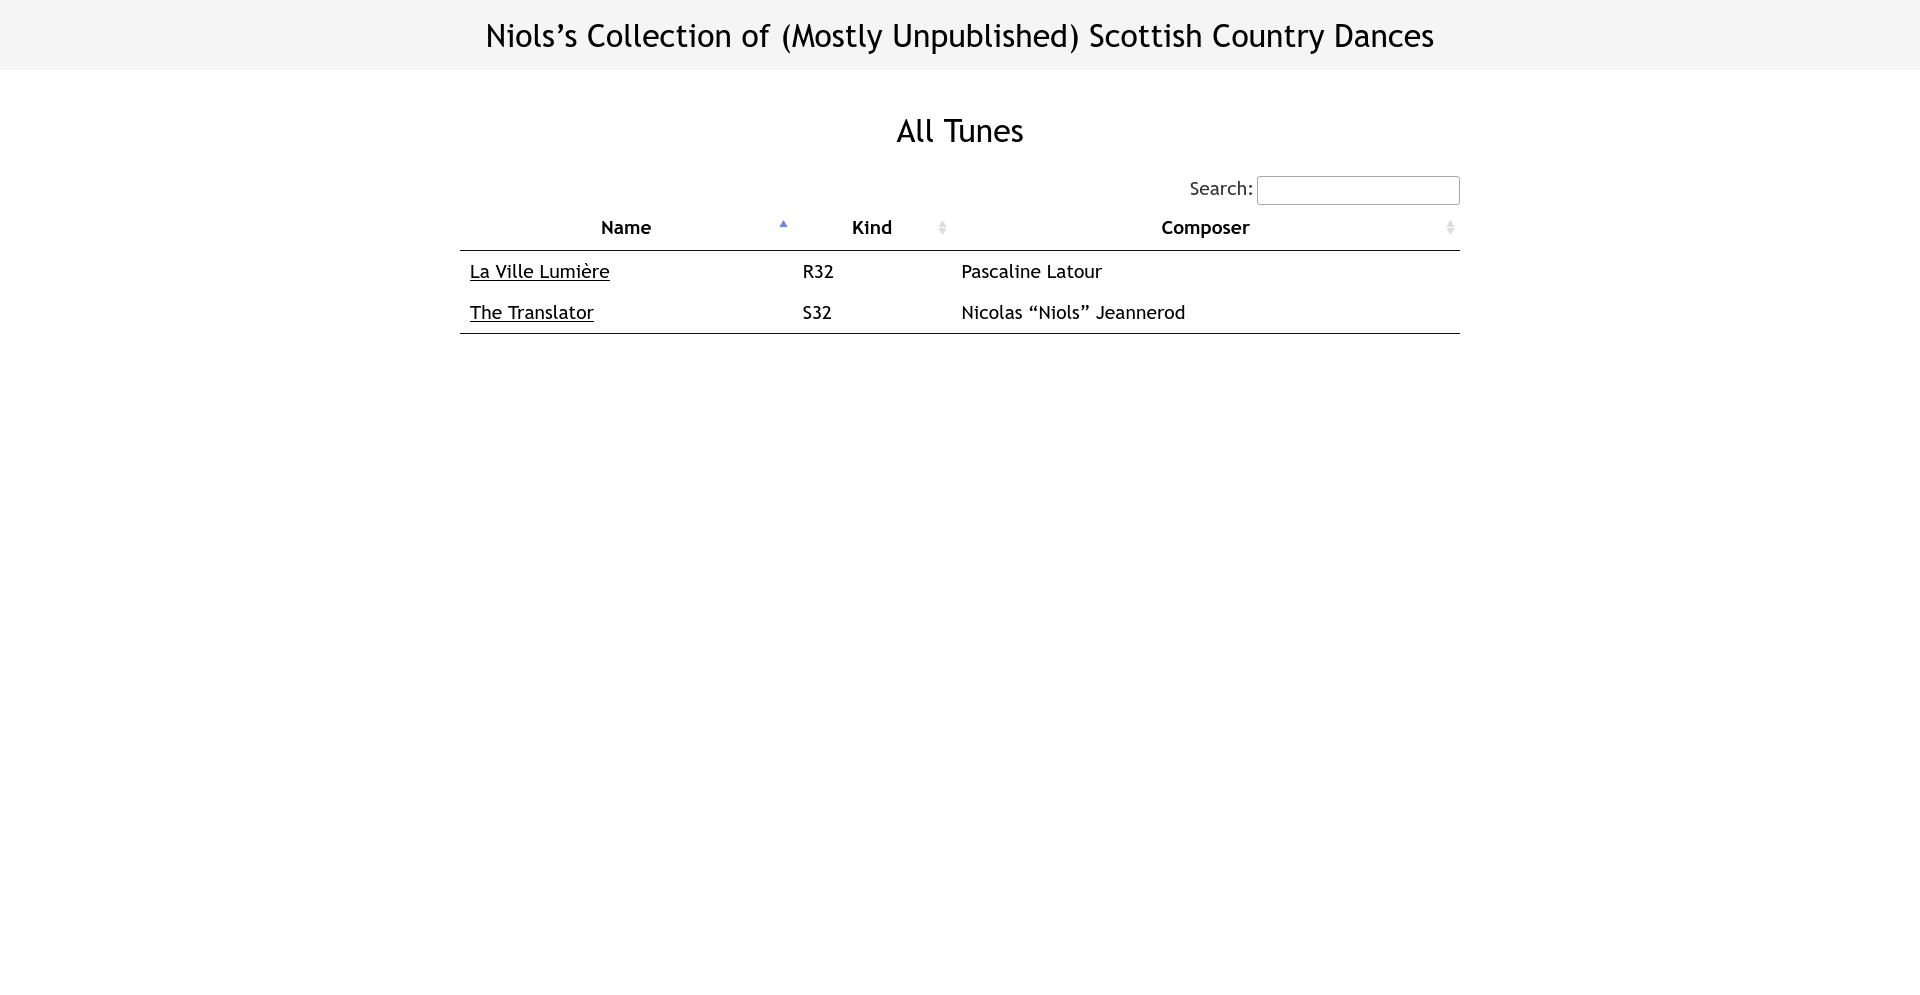 Niols’s Collection of (Mostly Unpublished) Scottish Country Dances
All Tunes
Search:
Name Kind Composer
La Ville Lumière R32 Pascaline Latour
The Translator S32 Nicolas “Niols” Jeannerod